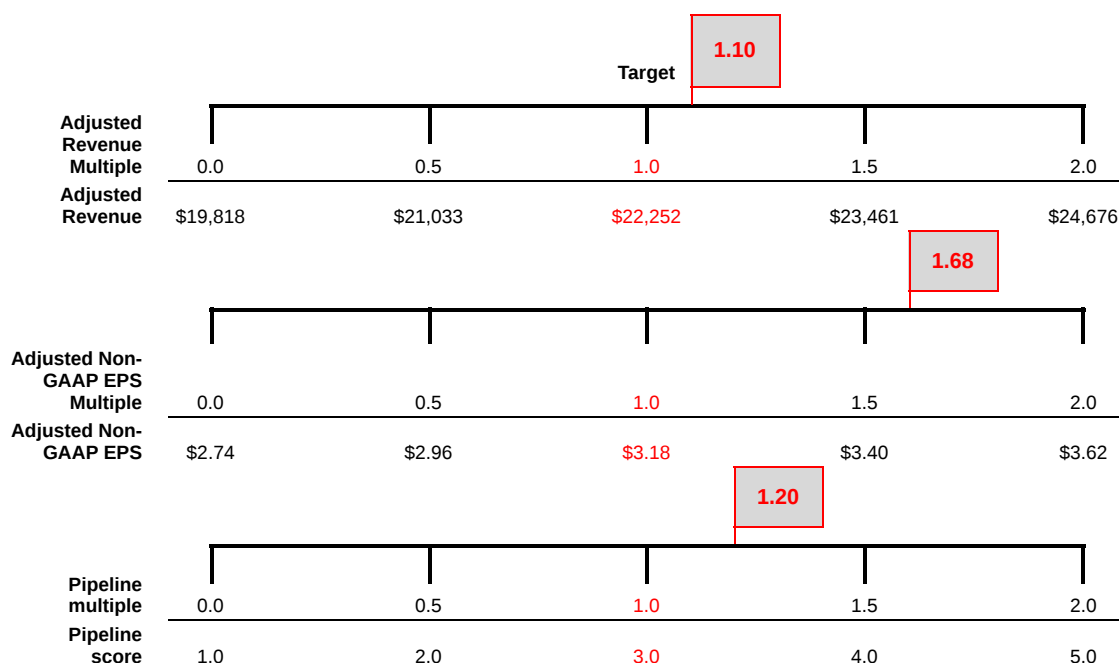 1.10
Target
Adjusted
Revenue
Multiple 0.0 0.5 1.0 1.5 2.0
Adjusted
Revenue $19,818 $21,033 $22,252 $23,461 $24,676
1.68
Adjusted Non-
GAAP EPS
Multiple 0.0 0.5 1.0 1.5 2.0
Adjusted Non-
GAAP EPS $2.74 $2.96 $3.18 $3.40 $3.62
1.20
Pipeline
multiple 0.0 0.5 1.0 1.5 2.0
Pipeline
score 1.0 2.0 3.0 4.0 5.0